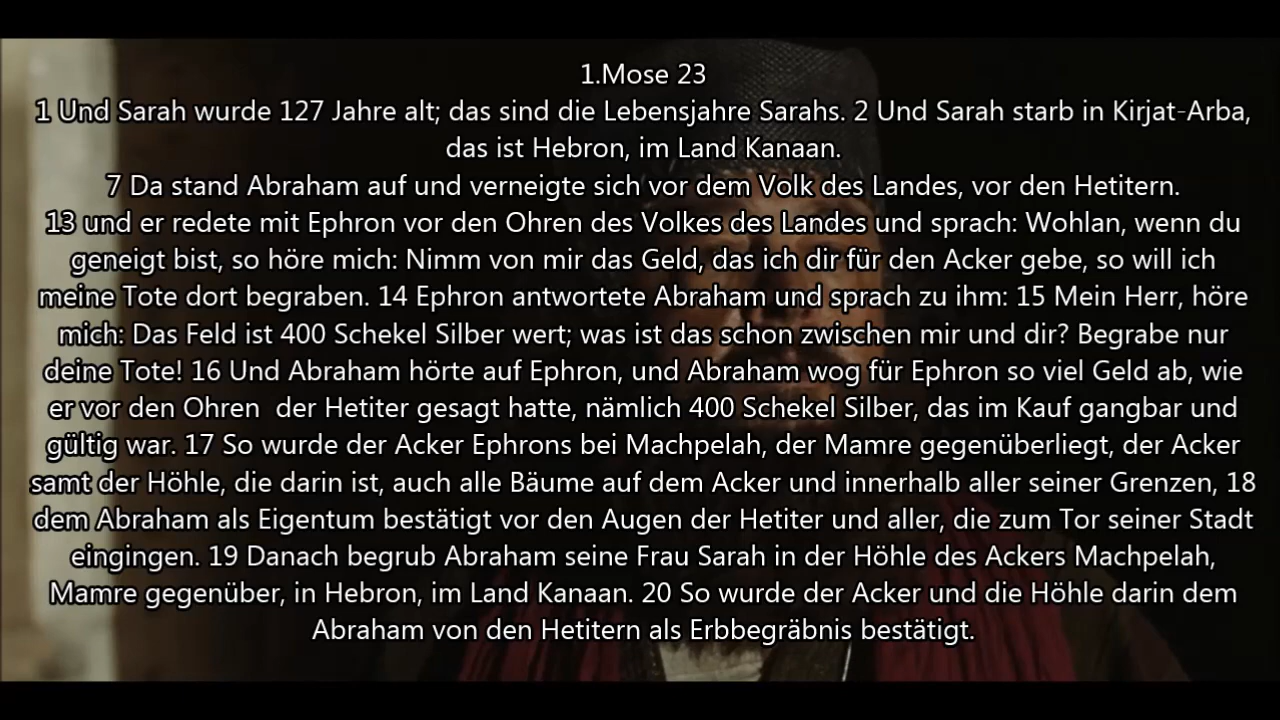 1.Mose 23
1 Und Sarah wurde 127 Jahre alt; das sind die Lebensjahre Sarahs. 2 Und Sarah starb in Kirjat-Arba,
das ist Hebron, im Land Kanaan.
7 Da stand Abraham auf und verneigte sich vor dem Volk des Landes, vor den Hetitern.
13 und er redete mit Ephron vor den Ohren des Volkes des Landes und sprach: Wohlan, wenn du
geneigt bist, so höre mich: Nimm von mir das Geld, das ich dir für den Acker gebe, so will ich
meine Tote dort begraben. 14 Ephron antwortete Abraham und sprach zu ihm: 15 Mein Herr, höre
mich: Das Feld ist 400 Schekel Silber wert; was ist das schon zwischen mir und dir? Begrabe nur
deine Tote! 16 Und Abraham hörte auf Ephron, und Abraham wog für Ephron so viel Geld ab, wie
er vor den Ohren  der Hetiter gesagt hatte, nämlich 400 Schekel Silber, das im Kauf gangbar und
gültig war. 17 So wurde der Acker Ephrons bei Machpelah, der Mamre gegenüberliegt, der Acker
samt der Höhle, die darin ist, auch alle Bäume auf dem Acker und innerhalb aller seiner Grenzen, 18
dem Abraham als Eigentum bestätigt vor den Augen der Hetiter und aller, die zum Tor seiner Stadt
eingingen. 19 Danach begrub Abraham seine Frau Sarah in der Höhle des Ackers Machpelah,
Mamre gegenüber, in Hebron, im Land Kanaan. 20 So wurde der Acker und die Höhle darin dem
Abraham von den Hetitern als Erbbegräbnis bestätigt.